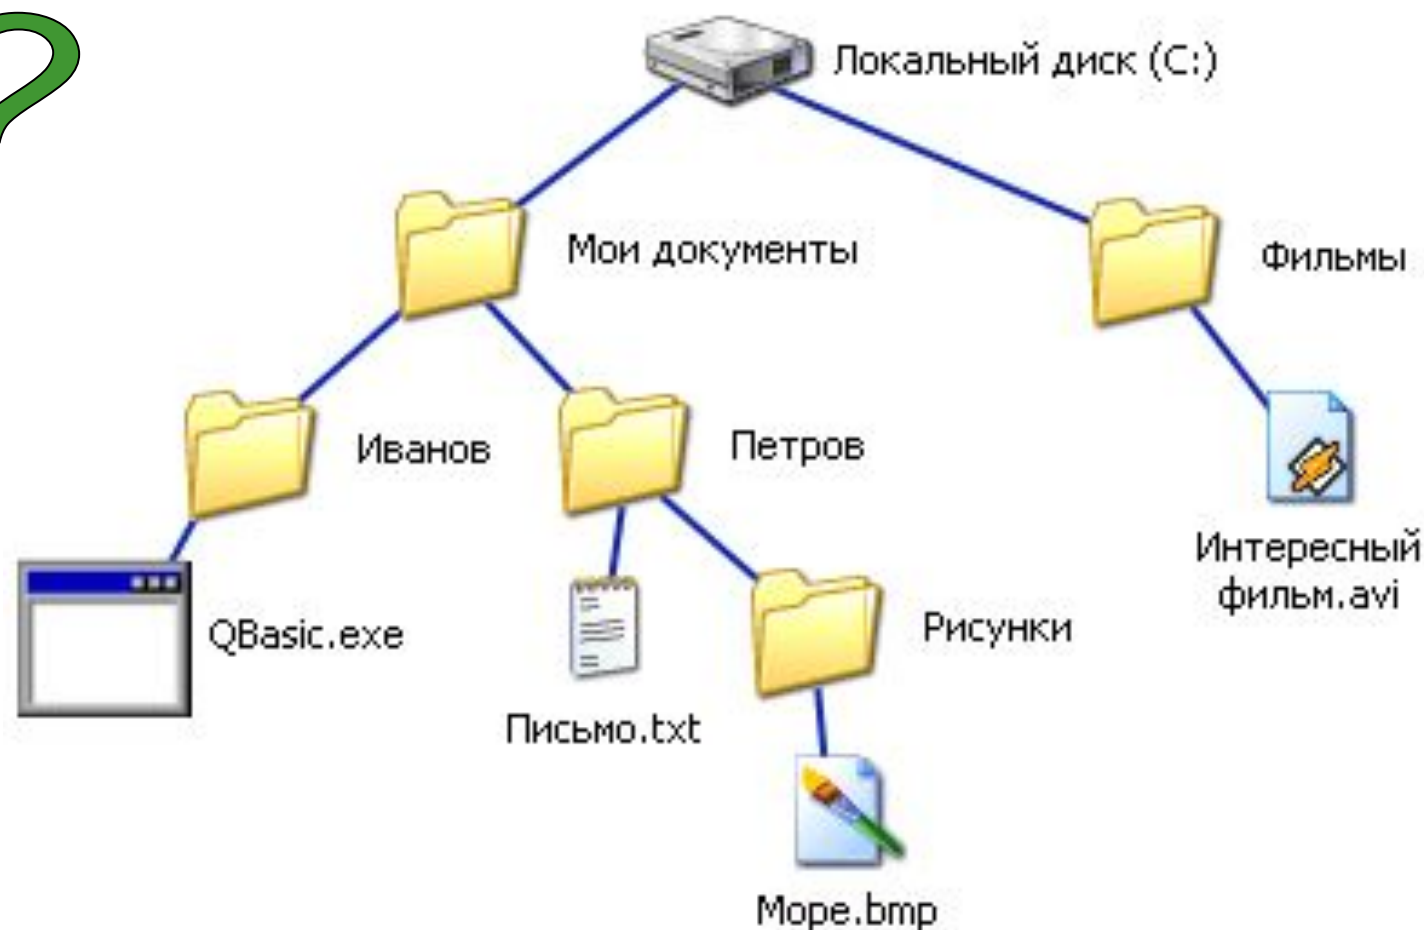 Локальный диск (C:)
Мои документы
Фильмы
Иванов
Петров
Интересный
фильм.avi
QBasic.exe
Рисунки
Письмо.txt
Море.bmp